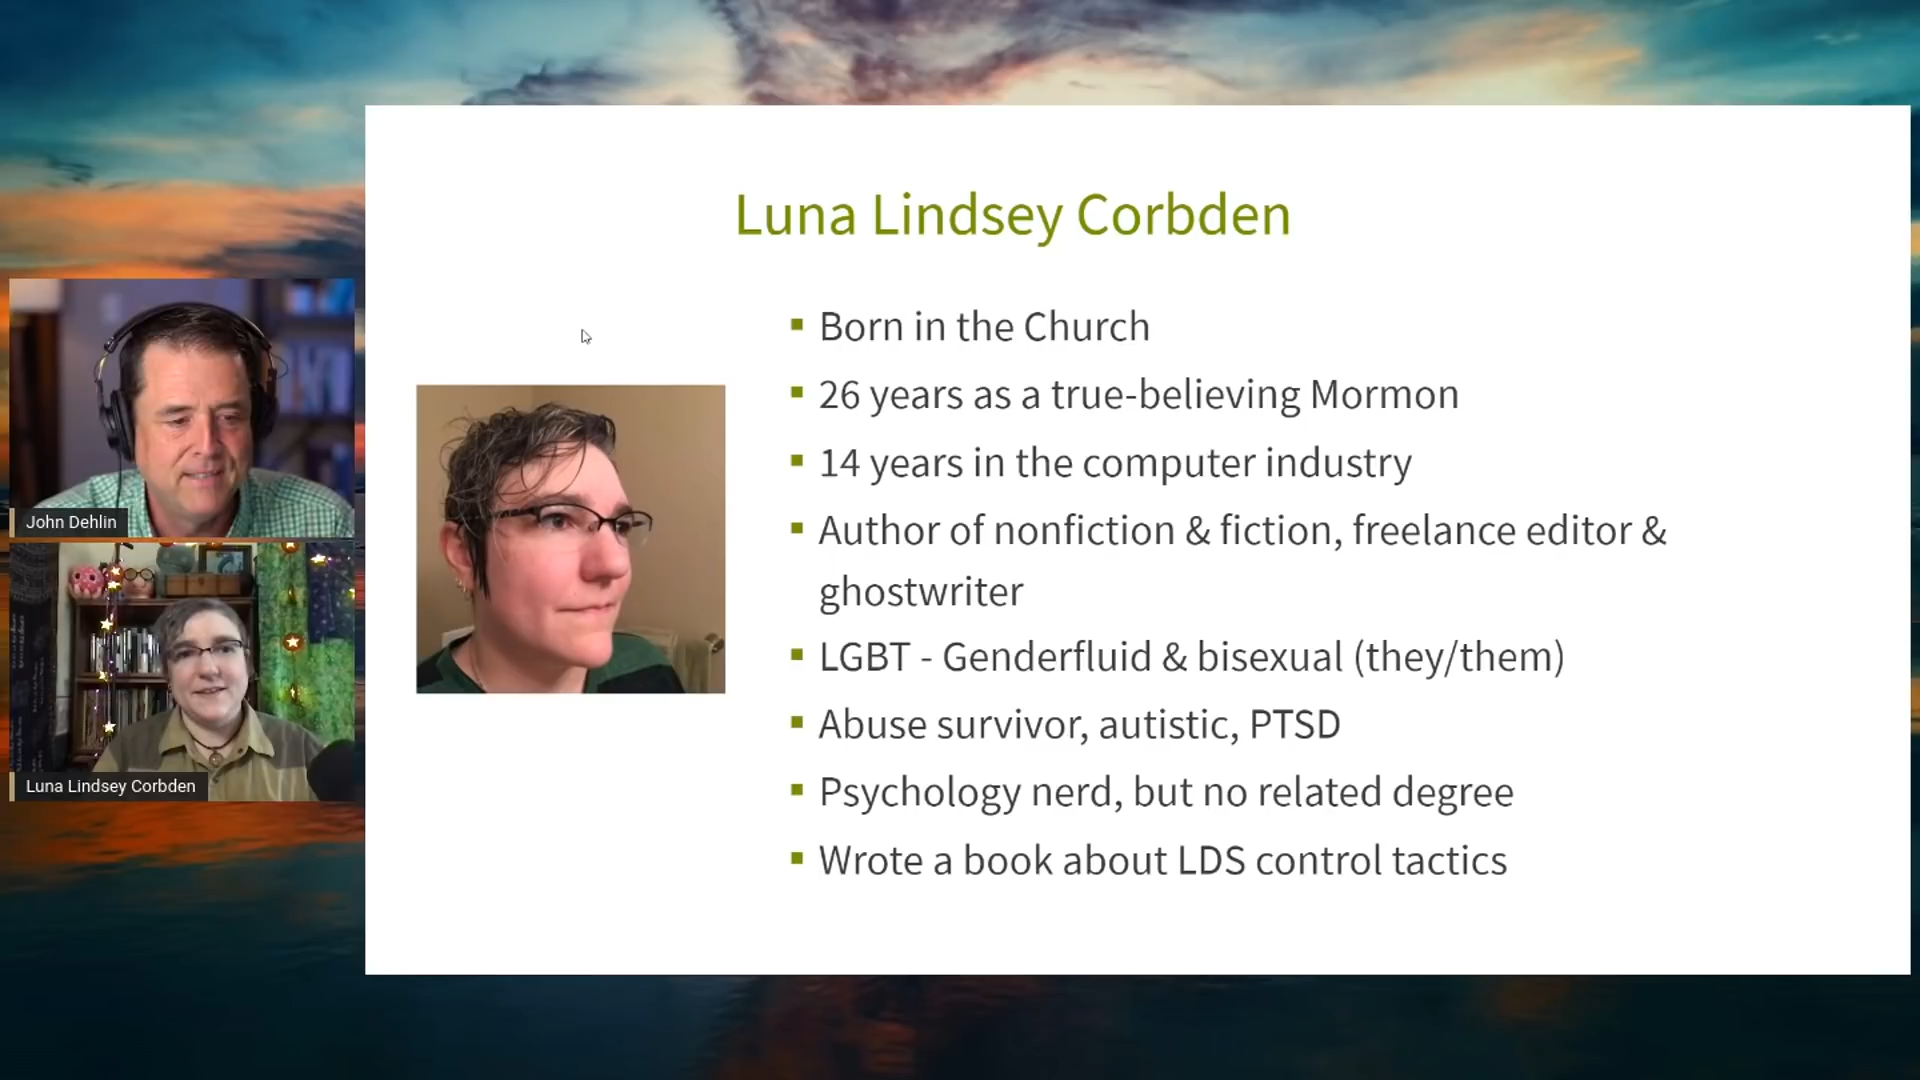 Luna Lindsey Corbden
Born in the Church
26 years as a true-believing Mormon
14 years in the computer industry
Author of nonfiction & fiction, freelance editor &
ghostwriter
LGBT - Genderfluid & bisexual (they/them)
Abuse survivor, autistic, PTSD
Psychology nerd, but no related degree
Wrote a book about LDS control tactics
John Dehlin
Luna Lindsey Corbden